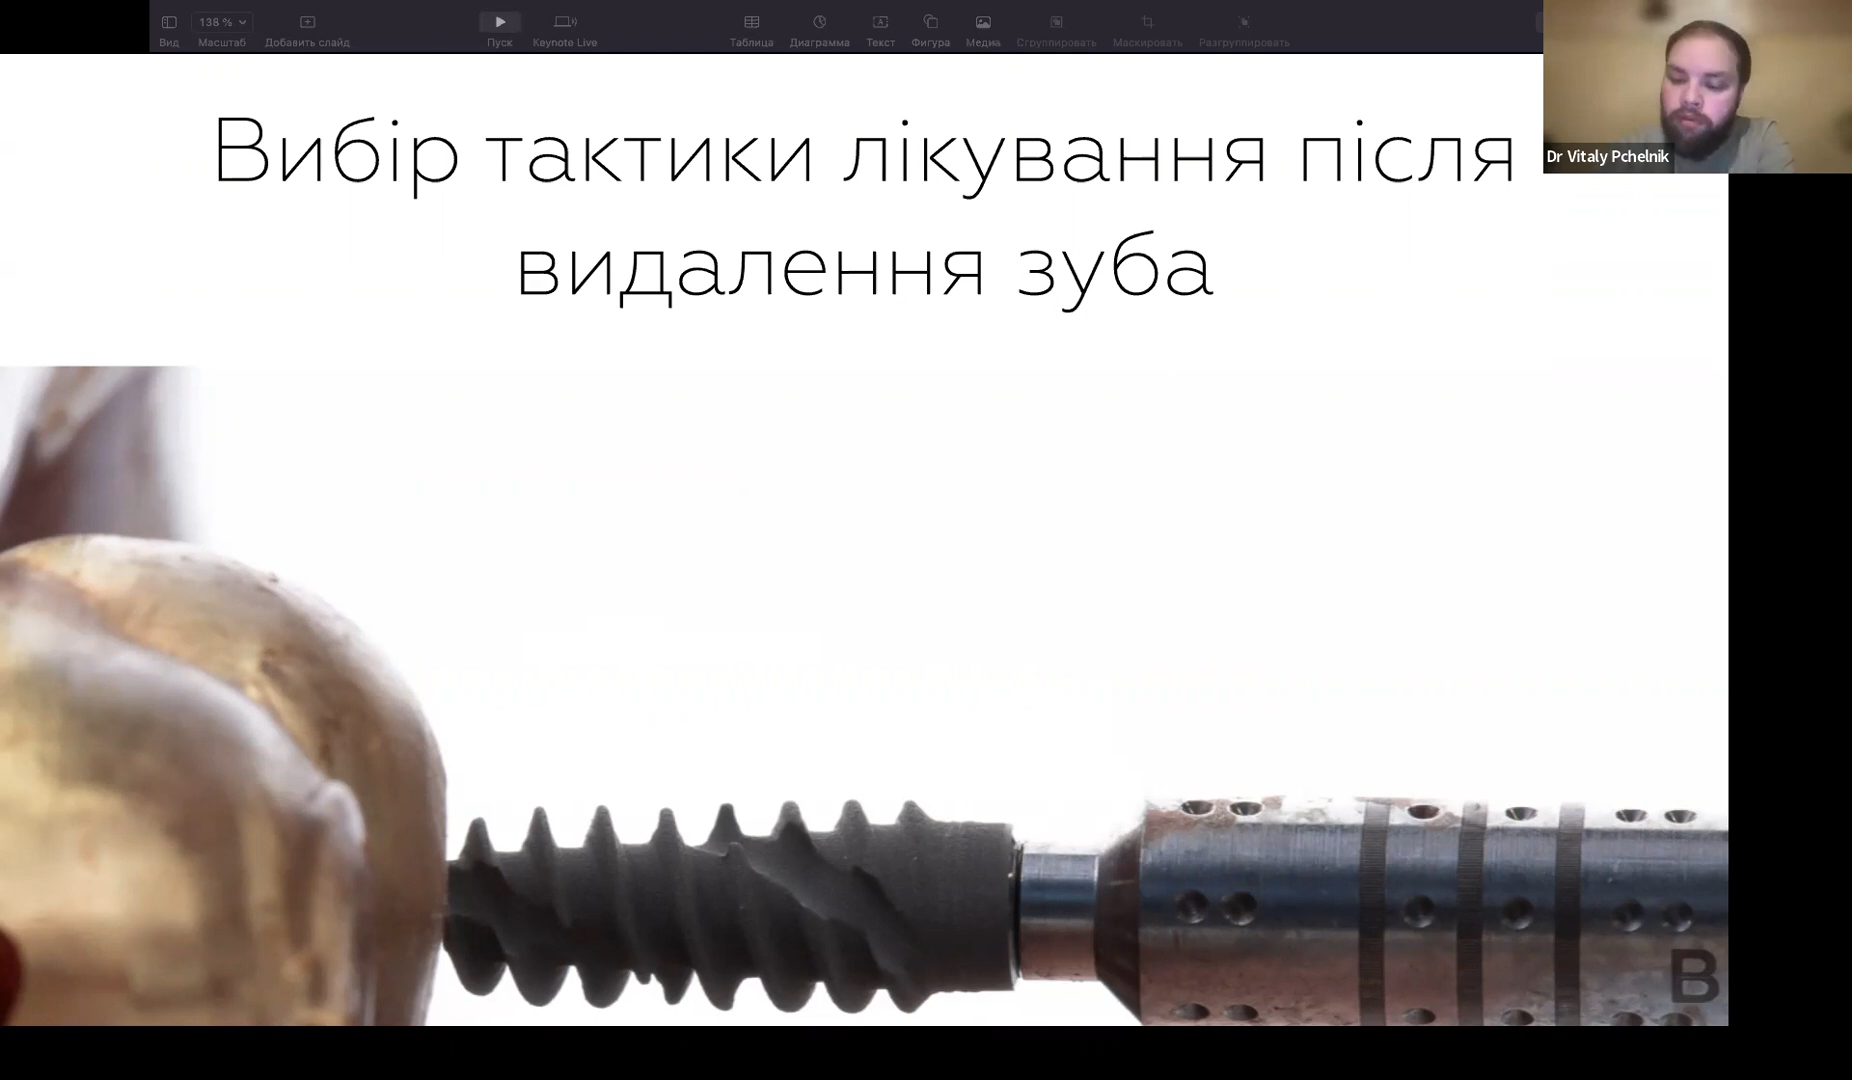 138 %
Вид
Масштаб
Добавить слайд
Пуск
Keynote Live
Таблица
Диаграмма
Текст
Фигура
Медиа
Сгруппировать
Маскировать
Разгруппировать
Dr Vitaly Pchelnik
Вибір тактики лікування після
видалення зуба
B